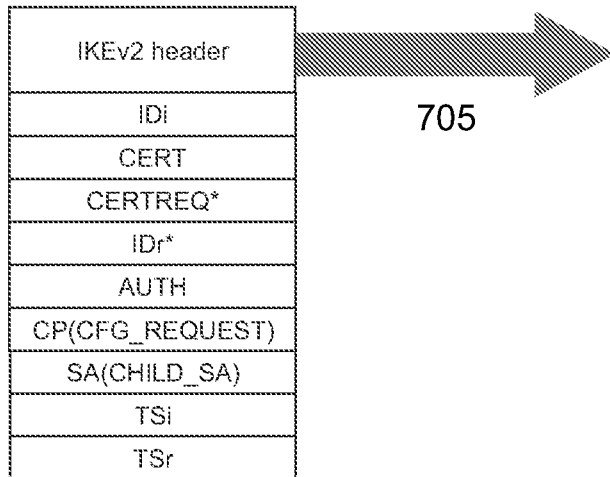 IKEv2 header
705
IDi
CERT
CERTREQ*
IDr*
AUTH
CP(CFG_REQUEST)
SA(CHILD_SA)
TSi
TSr